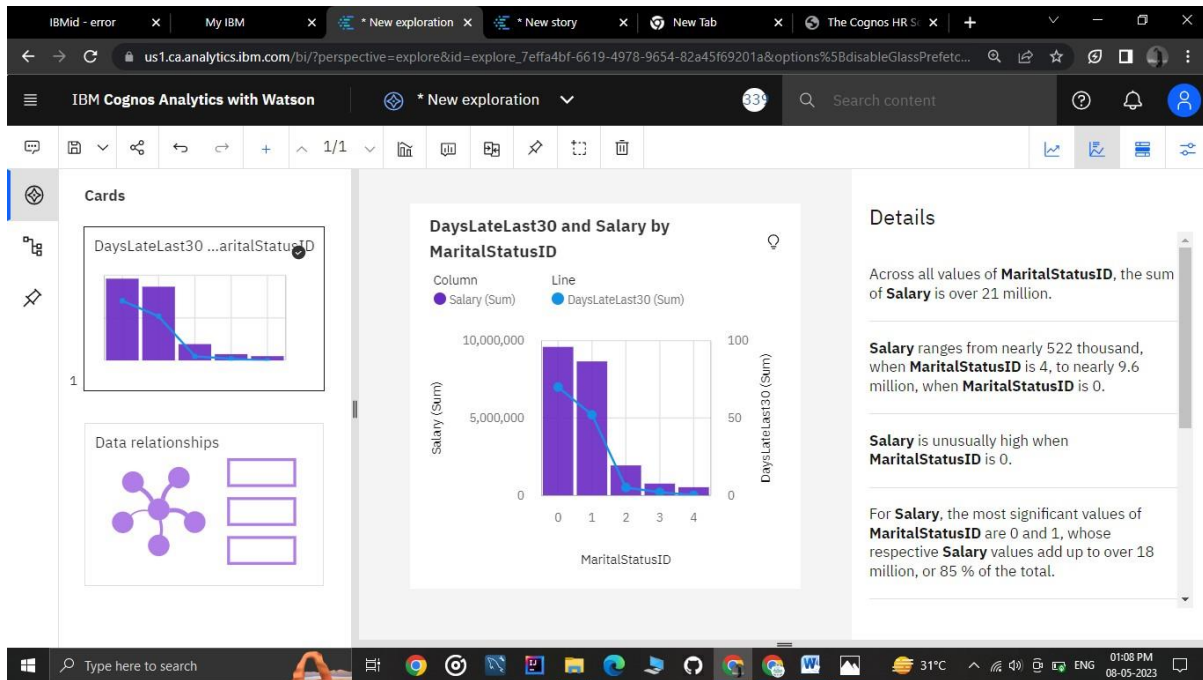 IBMid - error
My IBM
* New exploration
* New story
New Tab
The Cognos HR S
us1.ca.analytics.ibm.com/bi/?perspective=explore&id=explore_7effa4bf-6619-4978-9654-82a45f69201a&options%5BdisableGlassPrefetc...
IBM Cognos Analytics with Watson
* New exploration
339
Search content
1/1
Cards
DaysLateLast30 ...aritalStatusID
1
Data relationships
DaysLateLast30 and Salary by
MaritalStatusID
Column
Line
Salary (Sum)
DaysLateLast30 (Sum)
10,000,000
5,000,000
0
Salary (Sum)
100
50
0
DaysLateLast30 (Sum)
0 1 2 3 4
MaritalStatusID
Details
Across all values of MaritalStatusID, the sum
of Salary is over 21 million.
Salary ranges from nearly 522 thousand,
when MaritalStatusID is 4, to nearly 9.6
million, when MaritalStatusID is 0.
Salary is unusually high when
MaritalStatusID is 0.
For Salary, the most significant values of
MaritalStatusID are 0 and 1, whose
respective Salary values add up to over 18
million, or 85 % of the total.
Type here to search
31°C
ENG
01:08 PM
08-05-2023